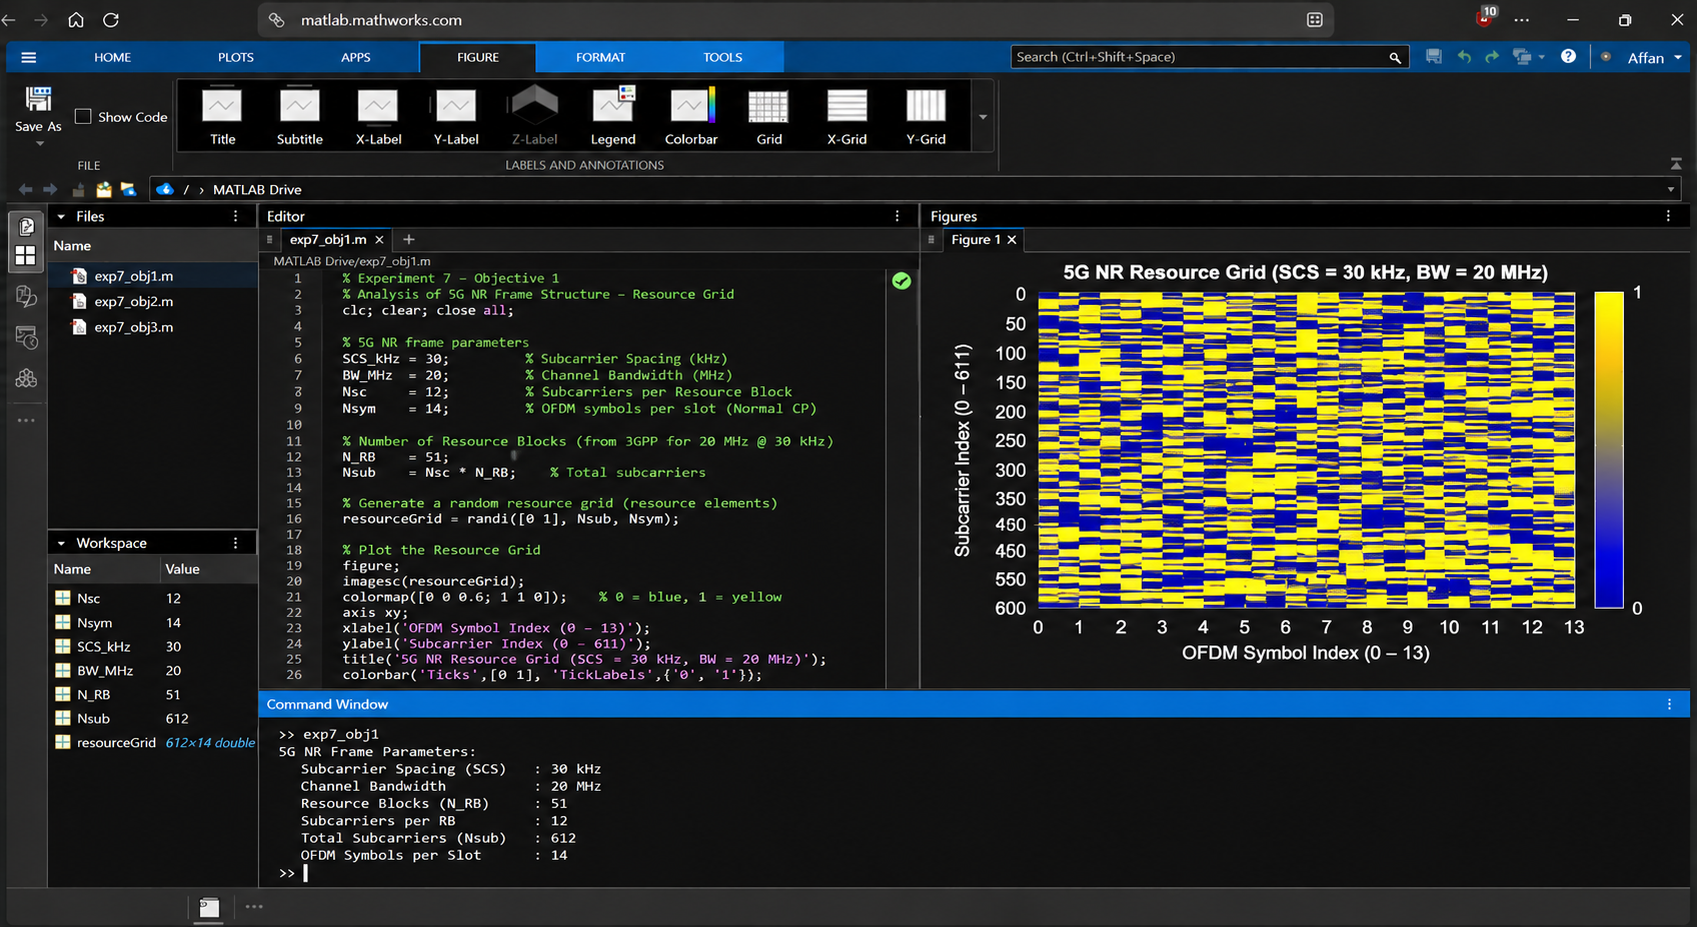 matlab.mathworks.com
10
HOME PLOTS APPS FIGURE FORMAT TOOLS
Search (Ctrl+Shift+Space)
Affan
Save As
Show Code
Title Subtitle X-Label Y-Label Z-Label Legend Colorbar Grid X-Grid Y-Grid
FILE
LABELS AND ANNOTATIONS
/ › MATLAB Drive
Files
Name
exp7_obj1.m
exp7_obj2.m
exp7_obj3.m
Workspace
Name Value
Nsc 12
Nsym 14
SCS_kHz 30
BW_MHz 20
N_RB 51
Nsub 612
resourceGrid 612×14 double
Editor
exp7_obj1.m × +
MATLAB Drive/exp7_obj1.m
1 % Experiment 7 – Objective 1
2 % Analysis of 5G NR Frame Structure – Resource Grid
3 clc; clear; close all;
4
5 % 5G NR frame parameters
6 SCS_kHz = 30; % Subcarrier Spacing (kHz)
7 BW_MHz = 20; % Channel Bandwidth (MHz)
8 Nsc = 12; % Subcarriers per Resource Block
9 Nsym = 14; % OFDM symbols per slot (Normal CP)
10
11 % Number of Resource Blocks (from 3GPP for 20 MHz @ 30 kHz)
12 N_RB = 51;
13 Nsub = Nsc * N_RB; % Total subcarriers
14
15 % Generate a random resource grid (resource elements)
16 resourceGrid = randi([0 1], Nsub, Nsym);
17
18 % Plot the Resource Grid
19 figure;
20 imagesc(resourceGrid);
21 colormap([0 0 0.6; 1 1 0]); % 0 = blue, 1 = yellow
22 axis xy;
23 xlabel('OFDM Symbol Index (0 – 13)');
24 ylabel('Subcarrier Index (0 – 611)');
25 title('5G NR Resource Grid (SCS = 30 kHz, BW = 20 MHz)');
26 colorbar('Ticks',[0 1], 'TickLabels',{'0', '1'});
Figures
Figure 1 ×
5G NR Resource Grid (SCS = 30 kHz, BW = 20 MHz)
Subcarrier Index (0 – 611)
0
50
100
150
200
250
300
350
450
460
550
600
0 1 2 3 4 5 6 7 8 9 10 11 12 13
OFDM Symbol Index (0 – 13)
1
0
Command Window
>> exp7_obj1
5G NR Frame Parameters:
Subcarrier Spacing (SCS) : 30 kHz
Channel Bandwidth : 20 MHz
Resource Blocks (N_RB) : 51
Subcarriers per RB : 12
Total Subcarriers (Nsub) : 612
OFDM Symbols per Slot : 14
>>